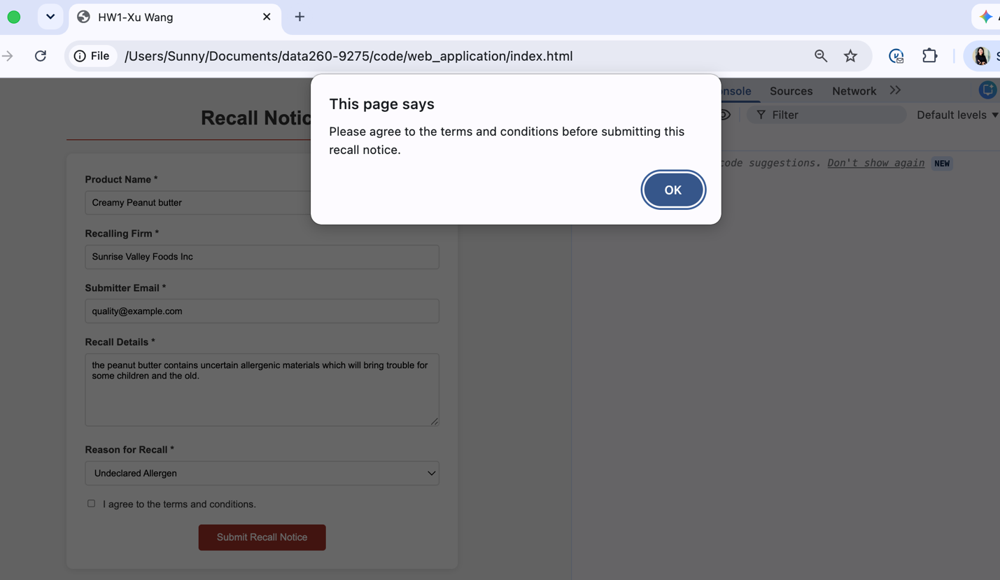 HW1-Xu Wang
File /Users/Sunny/Documents/data260-9275/code/web_application/index.html
This page says
Please agree to the terms and conditions before submitting this
recall notice.
OK
Sources Network
Filter Default levels
code suggestions. Don't show again NEW
Recall
Product Name *
Creamy Peanut butter
Recalling Firm *
Sunrise Valley Foods Inc
Submitter Email *
quality@example.com
Recall Details *
the peanut butter contains uncertain allergenic materials which will bring trouble for
some children and the old.
Reason for Recall *
Undeclared Allergen
I agree to the terms and conditions.
Submit Recall Notice